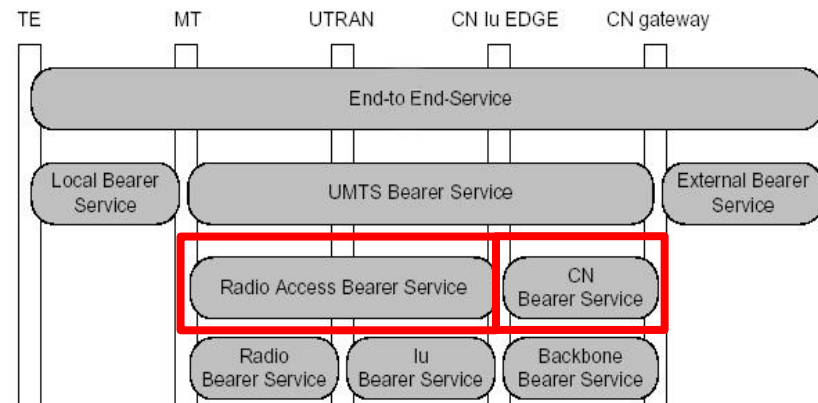 TE MT UTRAN CN Iu EDGE CN gateway
End-to End-Service
Local Bearer
Service
UMTS Bearer Service
External Bearer
Service
Radio Access Bearer Service
CN
Bearer Service
Radio
Bearer Service
Iu
Bearer Service
Backbone
Bearer Service